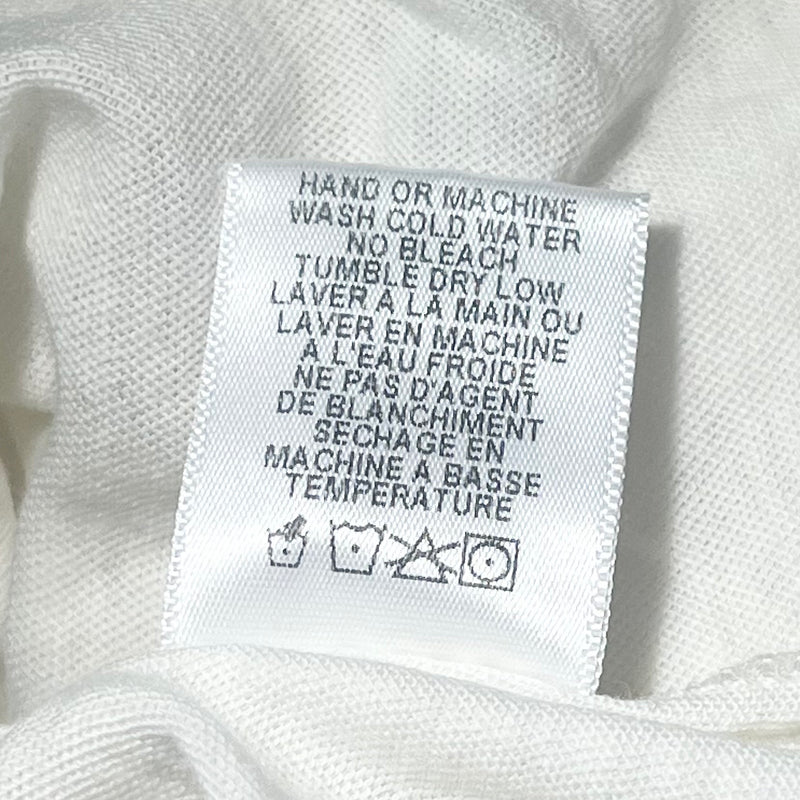 HAND OR MACHINE
WASH COLD WATER
NO BLEACH
TUMBLE DRY LOW
LAVER A LA MAIN OU
LAVER EN MACHINE
A L'EAU FROIDE
NE PAS D'AGENT
DE BLANCHIMENT
SECHAGE EN
MACHINE A BASSE
TEMPERATURE